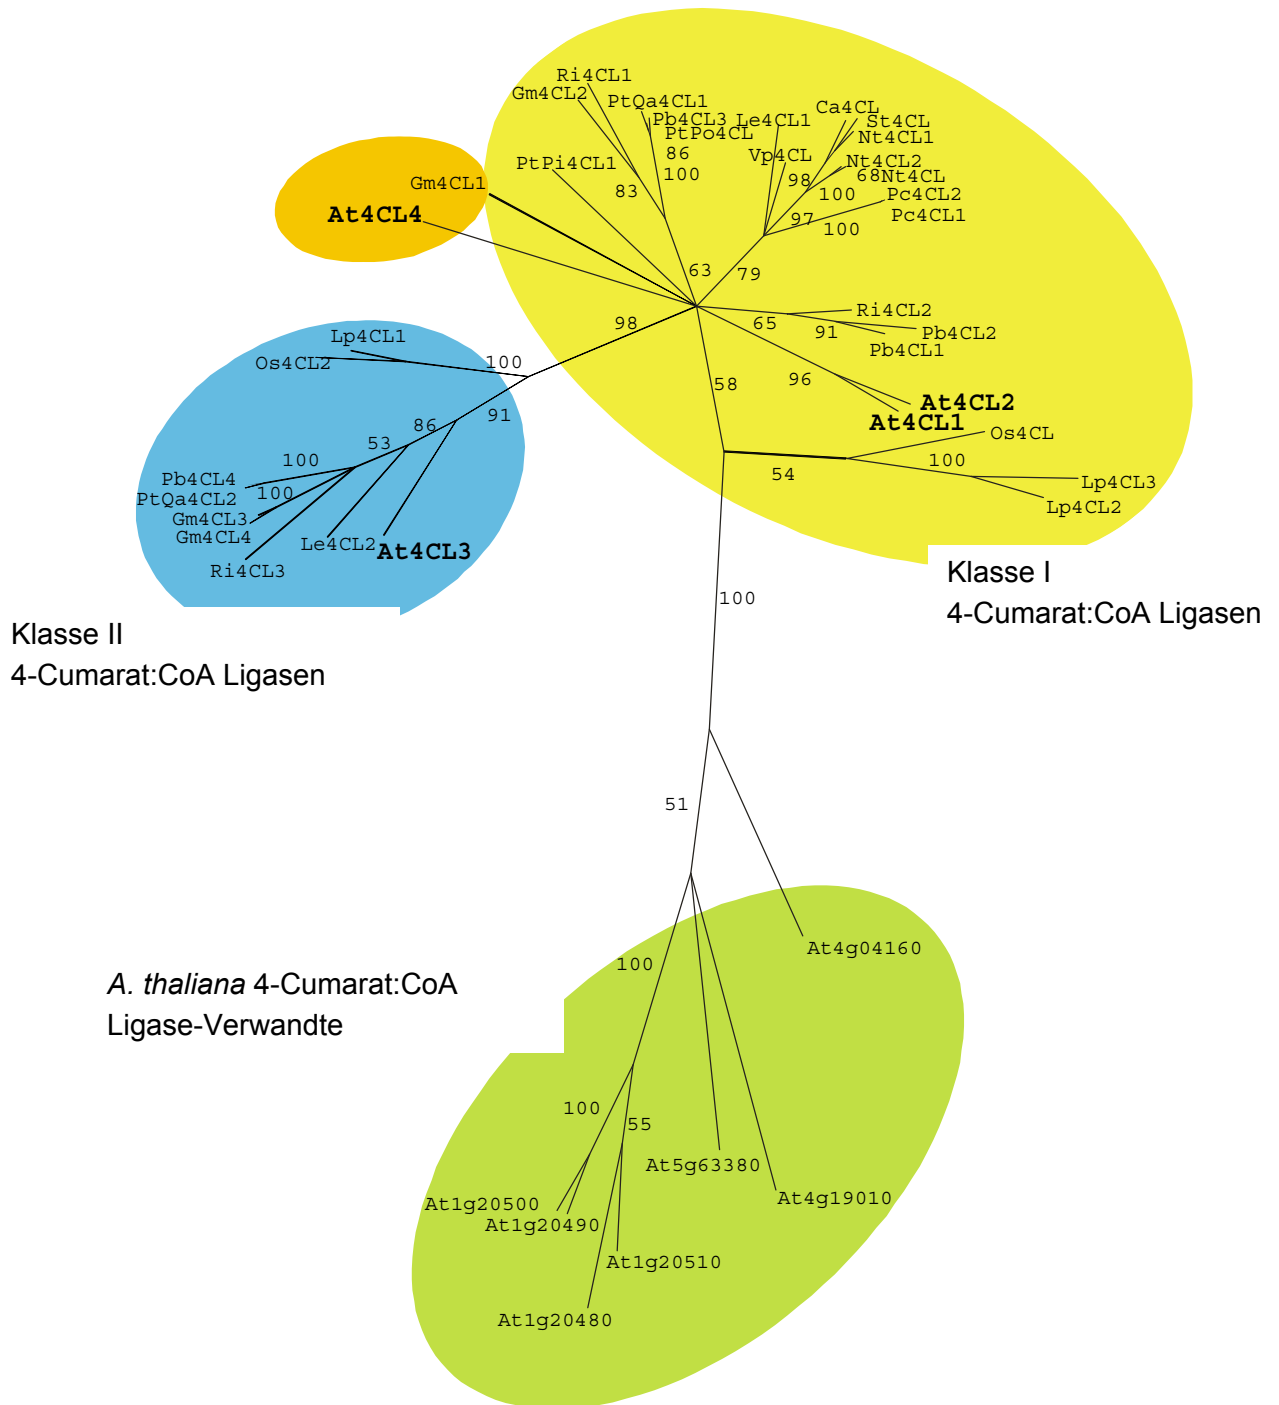 Ri4CL1
Gm4CL2
PtQa4CL1
Pb4CL3
Le4CL1
Ca4CL
St4CL
PtPo4CL
Nt4CL1
86
Vp4CL
PtPi4CL1
100
98
Nt4CL2
68Nt4CL
Gm4CL1
83
100
Pc4CL2
At4CL4
97
100
Pc4CL1
63
79
98
65
Ri4CL2
91
Pb4CL2
Pb4CL1
Lp4CL1
Os4CL2
100
58
96
At4CL2
At4CL1
91
86
53
Os4CL
100
54
100
Lp4CL3
Lp4CL2
Pb4CL4
PtQa4CL2
100
Gm4CL3
Gm4CL4
Le4CL2
At4CL3
Ri4CL3
Klasse I
4-Cumarat:CoA Ligasen
100
Klasse II
4-Cumarat:CoA Ligasen
51
At4g04160
100
A. thaliana 4-Cumarat:CoA
Ligase-Verwandte
100
55
At5g63380
At4g19010
At1g20500
At1g20490
At1g20510
At1g20480